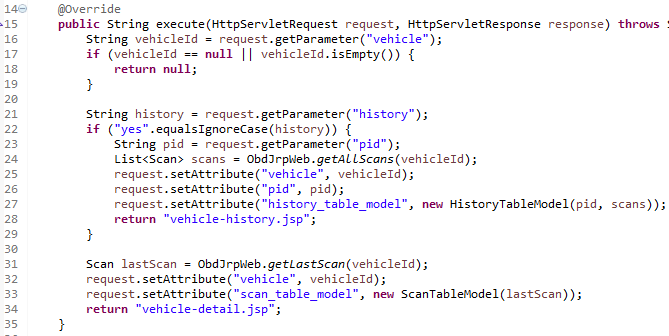 14 @Override
15 public String execute(HttpServletRequest request, HttpServletResponse response) throws
16 String vehicleId = request.getParameter("vehicle");
17 if (vehicleId == null || vehicleId.isEmpty()) {
18 return null;
19 }
20
21 String history = request.getParameter("history");
22 if ("yes".equalsIgnoreCase(history)) {
23 String pid = request.getParameter("pid");
24 List<Scan> scans = ObdJrpWeb.getAllScans(vehicleId);
25 request.setAttribute("vehicle", vehicleId);
26 request.setAttribute("pid", pid);
27 request.setAttribute("history_table_model", new HistoryTableModel(pid, scans));
28 return "vehicle-history.jsp";
29 }
30
31 Scan lastScan = ObdJrpWeb.getLastScan(vehicleId);
32 request.setAttribute("vehicle", vehicleId);
33 request.setAttribute("scan_table_model", new ScanTableModel(lastScan));
34 return "vehicle-detail.jsp";
35 }